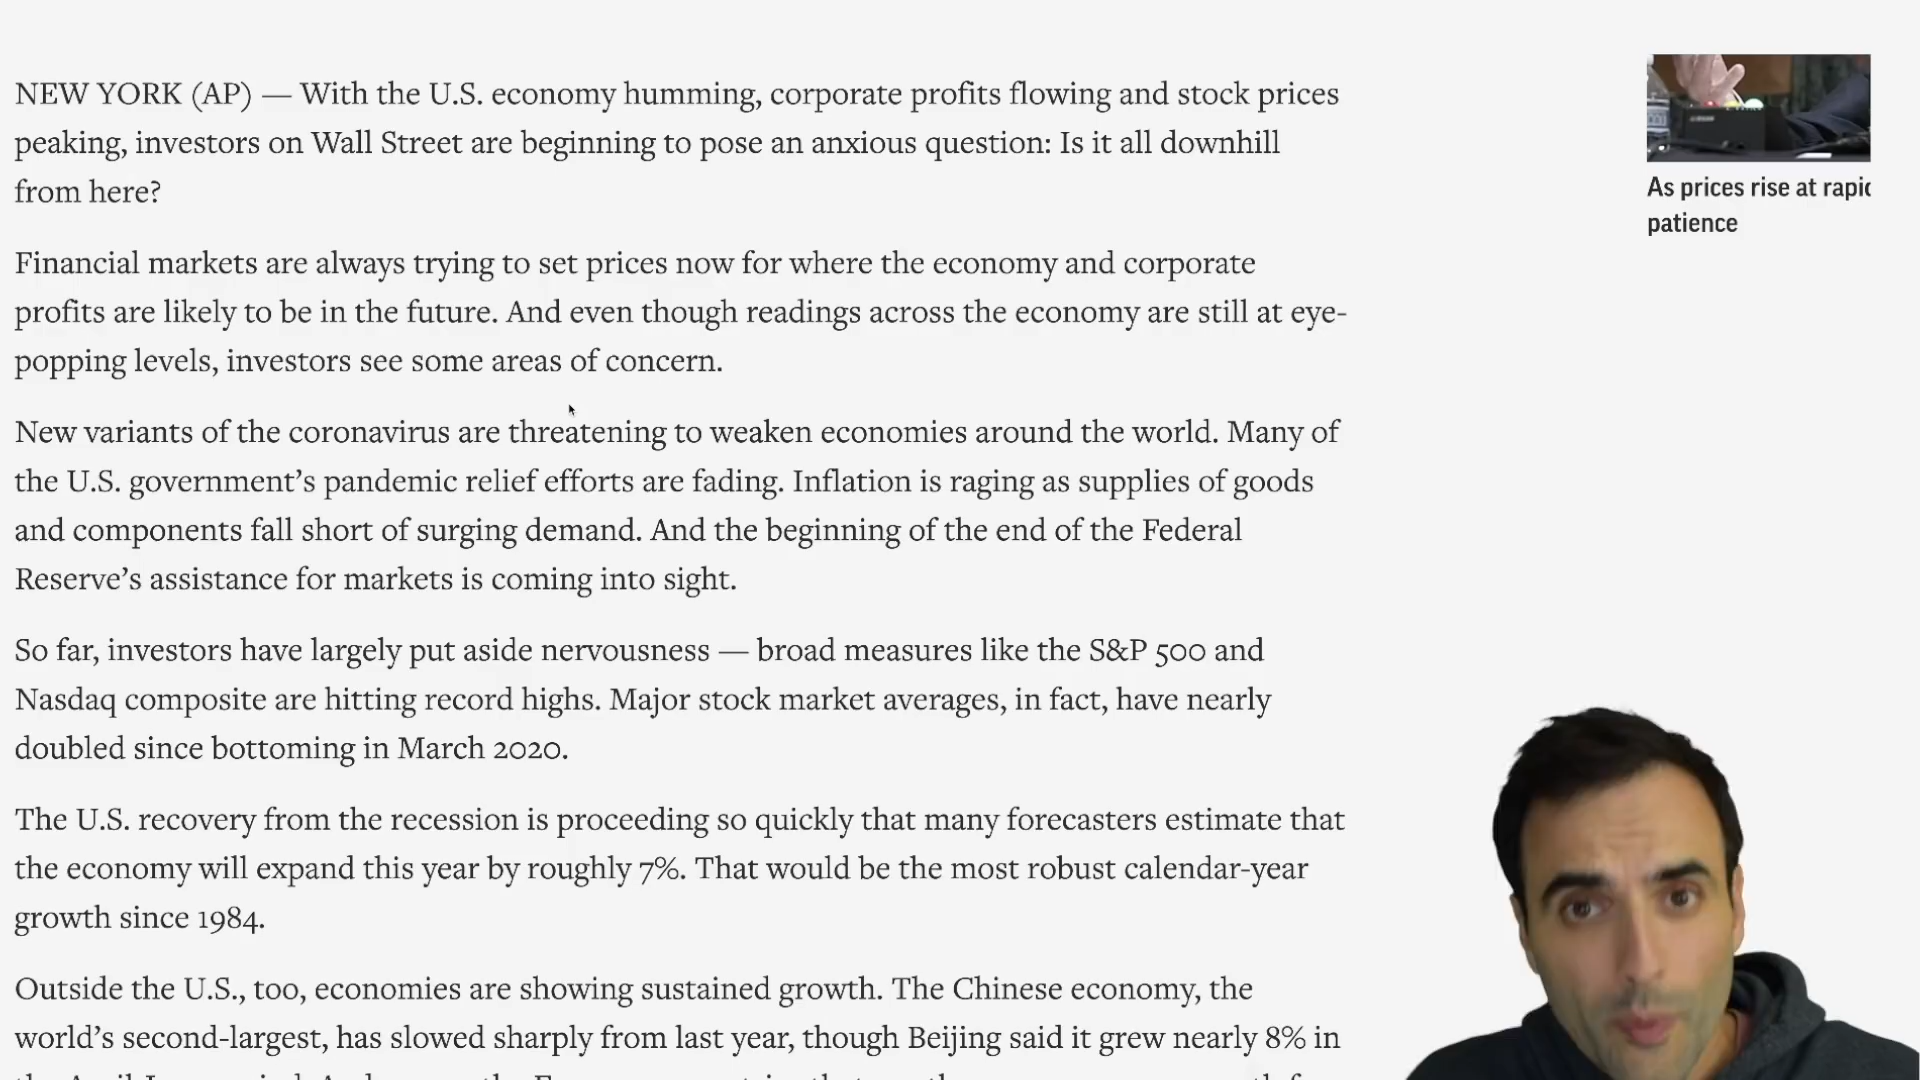 NEW YORK (AP) — With the U.S. economy humming, corporate profits flowing and stock prices
peaking, investors on Wall Street are beginning to pose an anxious question: Is it all downhill
from here?
Financial markets are always trying to set prices now for where the economy and corporate
profits are likely to be in the future. And even though readings across the economy are still at eye-
popping levels, investors see some areas of concern.
New variants of the coronavirus are threatening to weaken economies around the world. Many of
the U.S. government’s pandemic relief efforts are fading. Inflation is raging as supplies of goods
and components fall short of surging demand. And the beginning of the end of the Federal
Reserve’s assistance for markets is coming into sight.
So far, investors have largely put aside nervousness — broad measures like the S&P 500 and
Nasdaq composite are hitting record highs. Major stock market averages, in fact, have nearly
doubled since bottoming in March 2020.
The U.S. recovery from the recession is proceeding so quickly that many forecasters estimate that
the economy will expand this year by roughly 7%. That would be the most robust calendar-year
growth since 1984.
Outside the U.S., too, economies are showing sustained growth. The Chinese economy, the
world’s second-largest, has slowed sharply from last year, though Beijing said it grew nearly 8% in
As prices rise at rapid
patience